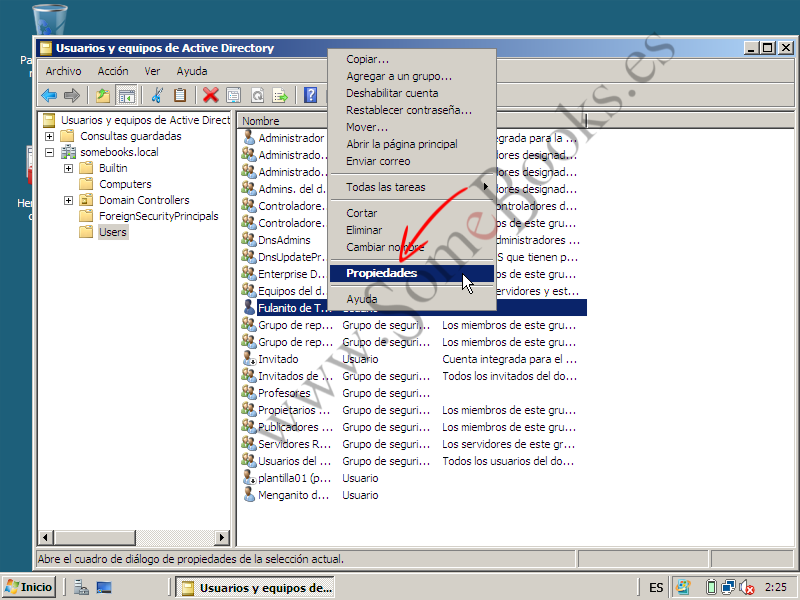 Pa
Her
c
Usuarios y equipos de Active Directory
Archivo Acción Ver Ayuda
Usuarios y equipos de Active Direct
Consultas guardadas
somebooks.local
Builtin
Computers
Domain Controllers
ForeignSecurityPrincipals
Users
Nombre
Administrador egrada para la ...
Administrado... ores designad...
Administrado... ores designad...
Admins. del d... ores designad...
Controladore... ontroladores d...
Controladore... os de este gru...
DnsAdmins dministradores ...
DnsUpdatePr... S que tienen p...
Enterprise D... os de este gru...
Equipos del d... ervidores y est...
Fulanito de T... Usuario
Grupo de rep... Grupo de seguri... Los miembros de este gru...
Grupo de rep... Grupo de seguri... Los miembros de este gru...
Invitado Usuario Cuenta integrada para el ...
Invitados de ... Grupo de seguri... Todos los invitados del do...
Profesores Grupo de seguri...
Propietarios ... Grupo de seguri... Los miembros de este gru...
Publicadores ... Grupo de seguri... Los miembros de este gru...
Servidores R... Grupo de seguri... Los servidores de este gr...
Usuarios del ... Grupo de seguri... Todos los usuarios del do...
plantilla01 (p... Usuario
Menganito d... Usuario
Copiar...
Agregar a un grupo...
Deshabilitar cuenta
Restablecer contraseña...
Mover...
Abrir la página principal
Enviar correo
Todas las tareas
Cortar
Eliminar
Cambiar nombre
Propiedades
Ayuda
www.SomeBooks.es
Abre el cuadro de diálogo de propiedades de la selección actual.
Inicio Usuarios y equipos de... ES 2:25